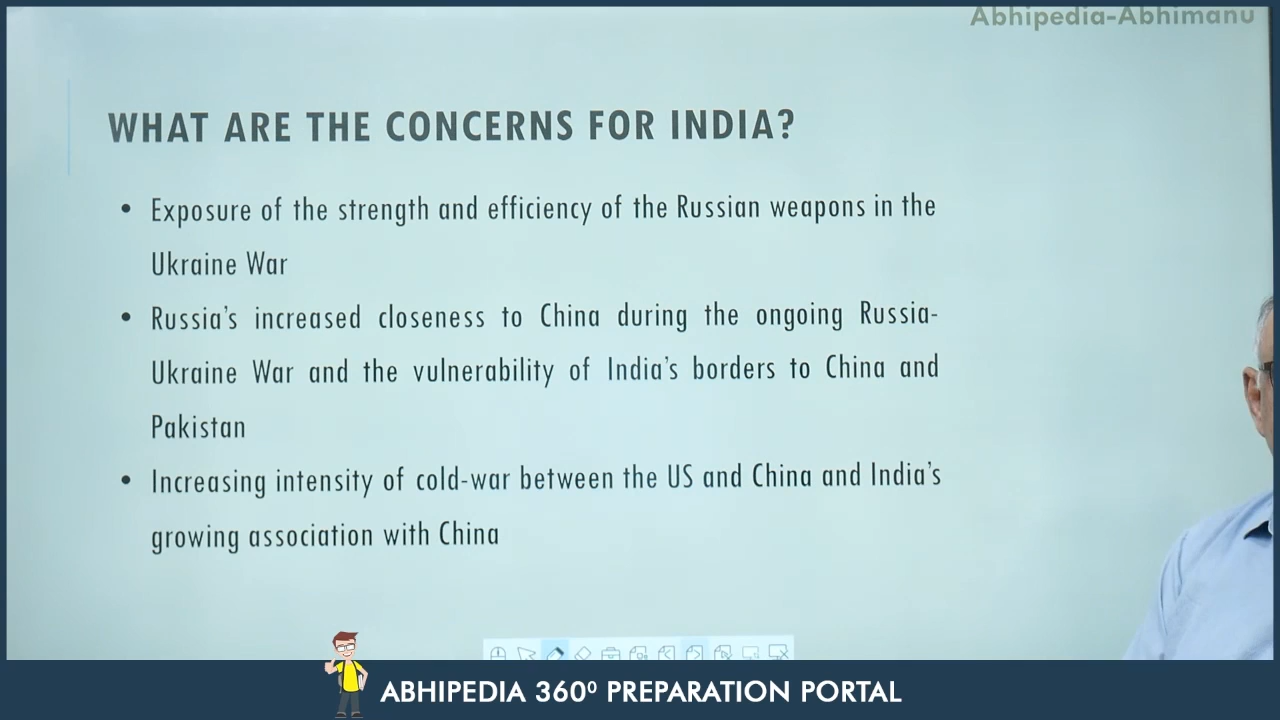 Abhipedia-Abhimanu
WHAT ARE THE CONCERNS FOR INDIA?
• Exposure of the strength and efficiency of the Russian weapons in the
Ukraine War
• Russia's increased closeness to China during the ongoing Russia-
Ukraine War and the vulnerability of India's borders to China and
Pakistan
• Increasing intensity of cold-war between the US and China and India's
growing association with China
ABHIPEDIA 360⁰ PREPARATION PORTAL